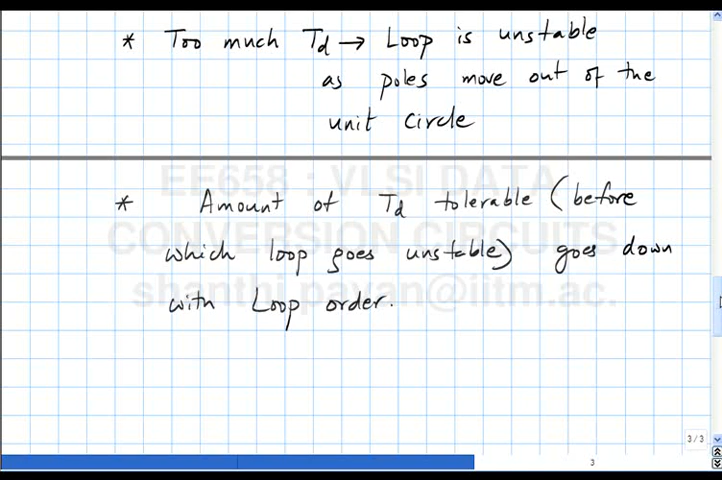 * Too much Td → Loop is unstable
as poles move out of the
unit circle
EE658 : VLSI DATA
CONVERSION CIRCUITS
shanthi.pavan@iitm.ac.
* Amount of Td tolerable (before
which loop goes unstable) goes down
with Loop order.
3/3
3